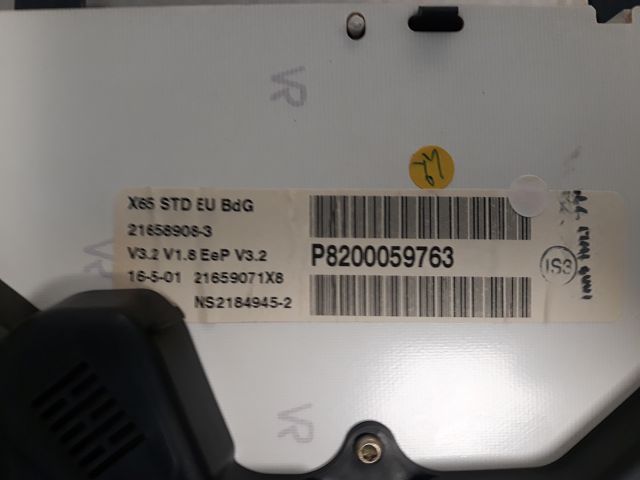 VR
X65 STD EU BdG
21658908-3
V3.2 V1.8 EeP V3.2
16-5-01 21659071X8
NS2184945-2
P8200059763
IS3
VR
VR